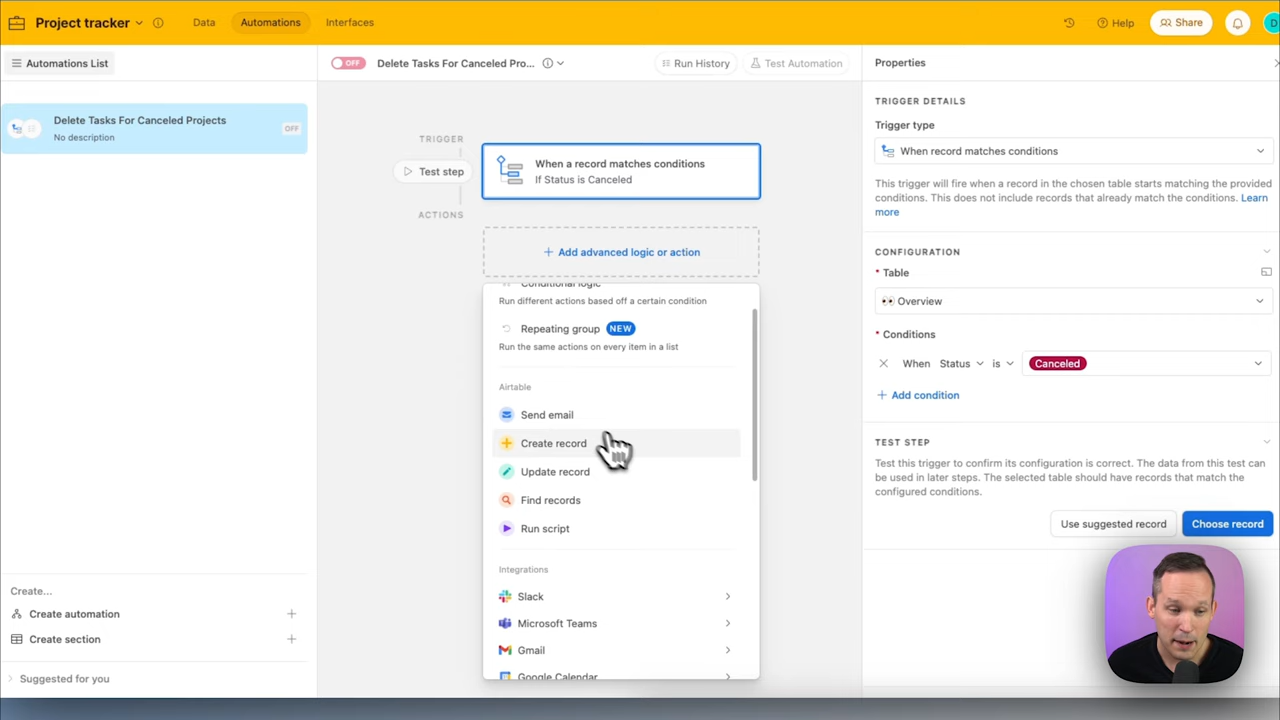 Project tracker
Data
Automations
Interfaces
Help
Share
D
Automations List
OFF
Delete Tasks For Canceled Pro...
Run History
Test Automation
Properties
Delete Tasks For Canceled Projects
No description
OFF
TRIGGER
Test step
ACTIONS
When a record matches conditions
If Status is Canceled
Add advanced logic or action
Conditional logic
Run different actions based off a certain condition
Repeating group NEW
Run the same actions on every item in a list
Airtable
Send email
Create record
Update record
Find records
Run script
Integrations
Slack
Microsoft Teams
Gmail
Google Calendar
TRIGGER DETAILS
Trigger type
When record matches conditions
This trigger will fire when a record in the chosen table starts matching the provided
conditions. This does not include records that already match the conditions. Learn
more
CONFIGURATION
* Table
Overview
* Conditions
When Status is Canceled
Add condition
TEST STEP
Test this trigger to confirm its configuration is correct. The data from this test can
be used in later steps. The selected table should have records that match the
configured conditions.
Use suggested record
Choose record
Create...
Create automation
Create section
Suggested for you